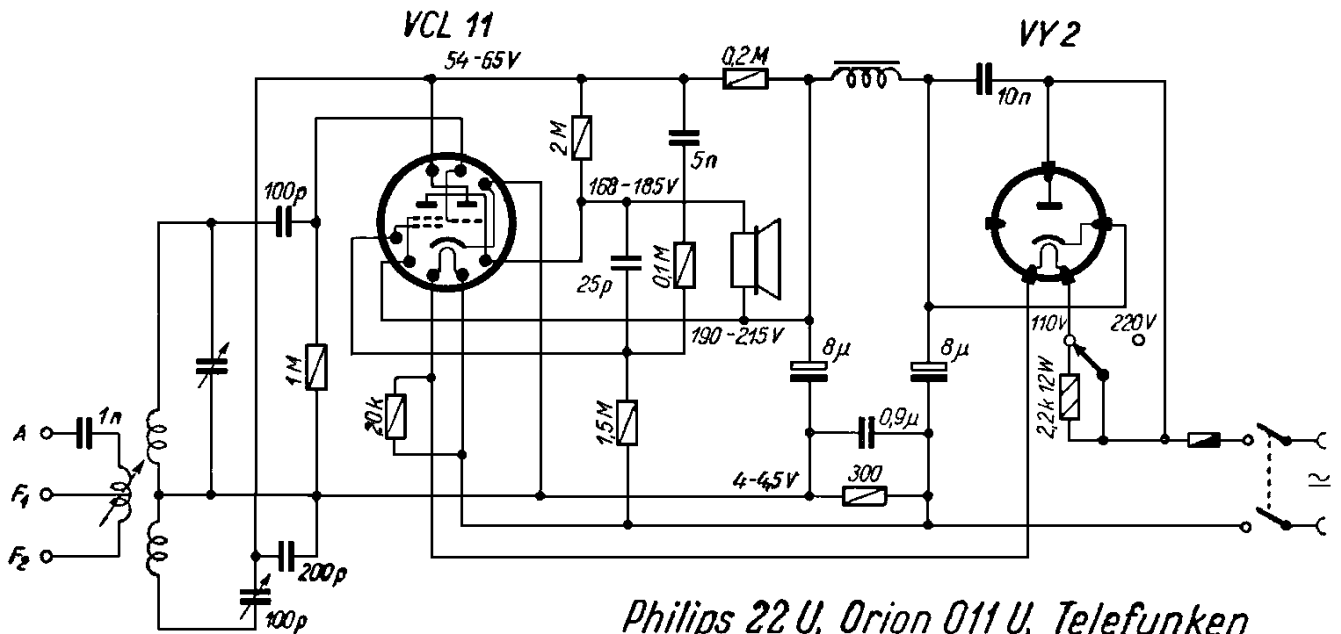 VCL 11
VY 2
54-65V
0,2M
10n
2M
5n
100p
168-185V
25p
0,1M
190-215V
110V
220V
8μ
8μ
1M
20k
1,5M
0,9μ
2,2k 12W
A
1n
F1
4-4,5V
300
≂
F2
200p
100p
Philips 22 U, Orion O11 U, Telefunken